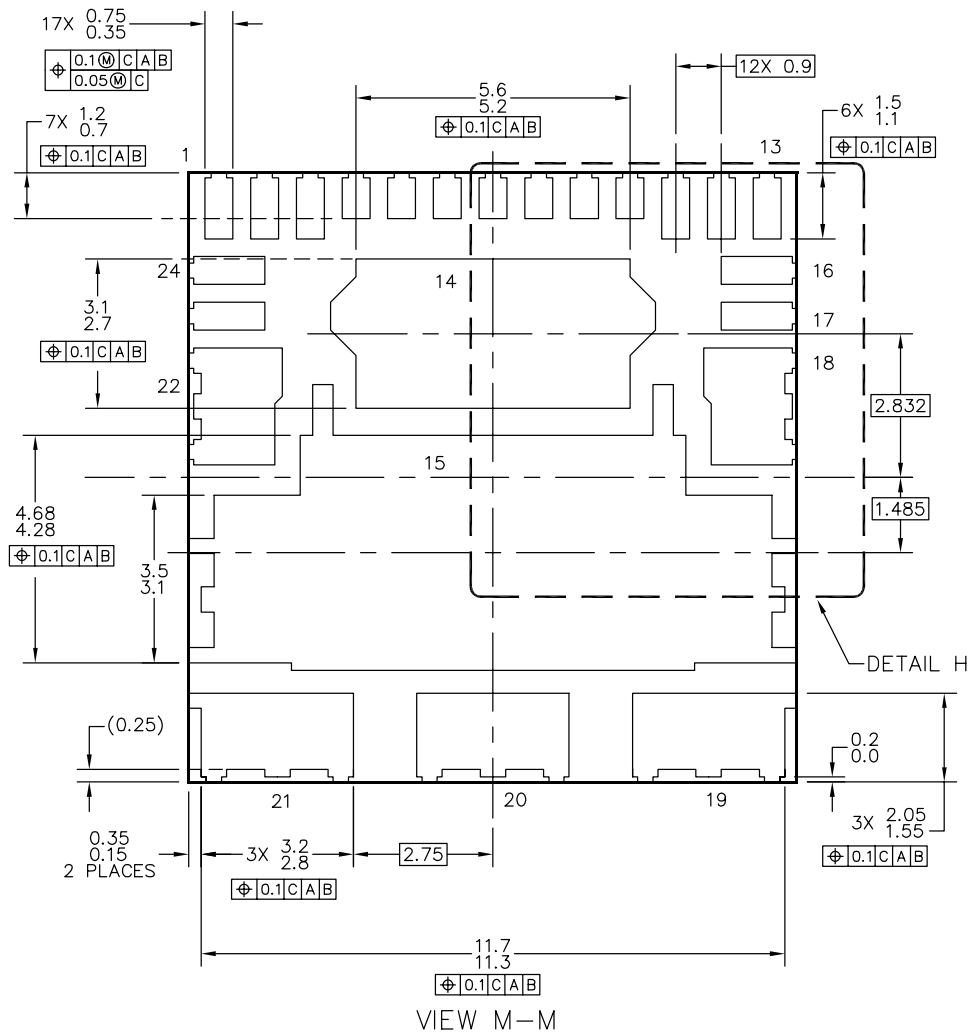 17X 0.75
0.35
⌖ 0.1Ⓜ C A B
0.05Ⓜ C
7X 1.2
0.7
⌖ 0.1 C A B
5.6
5.2
⌖ 0.1 C A B
12X 0.9
6X 1.5
1.1
⌖ 0.1 C A B
1
13
24
14
16
3.1
2.7
⌖ 0.1 C A B
17
22
18
2.832
15
4.68
4.28
⌖ 0.1 C A B
1.485
3.5
3.1
DETAIL H
(0.25)
0.2
0.0
21
20
19
3X 2.05
1.55
⌖ 0.1 C A B
0.35
0.15
2 PLACES
3X 3.2
2.8
⌖ 0.1 C A B
2.75
11.7
11.3
⌖ 0.1 C A B
VIEW M-M